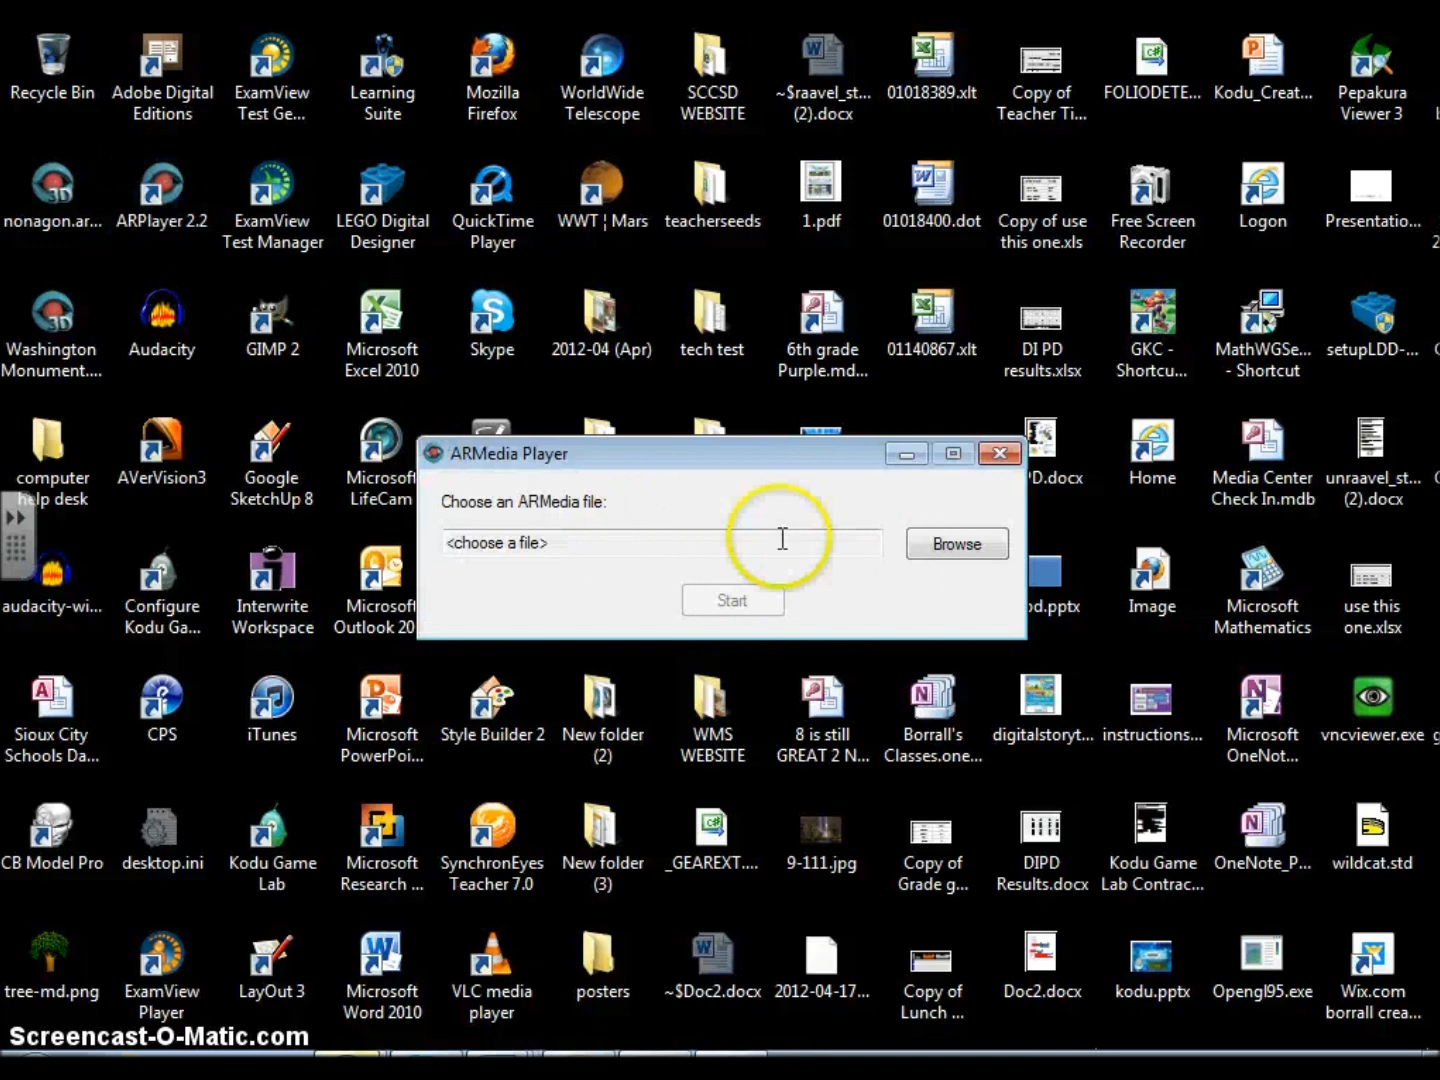 Recycle Bin
Adobe Digital
Editions
ExamView
Test Ge...
Learning
Suite
Mozilla
Firefox
WorldWide
Telescope
SCCSD
WEBSITE
~$raavel_st...
(2).docx
01018389.xlt
Copy of
Teacher Ti...
FOLIODETE...
Kodu_Creat...
Pepakura
Viewer 3
nonagon.ar...
ARPlayer 2.2
ExamView
Test Manager
LEGO Digital
Designer
QuickTime
Player
WWT ¦ Mars
teacherseeds
1.pdf
01018400.dot
Copy of use
this one.xls
Free Screen
Recorder
Logon
Presentatio...
Washington
Monument....
Audacity
GIMP 2
Microsoft
Excel 2010
Skype
2012-04 (Apr)
tech test
6th grade
Purple.md...
01140867.xlt
DI PD
results.xlsx
GKC -
Shortcu...
MathWGSe...
- Shortcut
setupLDD-...
computer
help desk
AVerVision3
Google
SketchUp 8
Microsoft
LifeCam
ARMedia Player
Choose an ARMedia file:
<choose a file>
Browse
Start
PD.docx
Home
Media Center
Check In.mdb
unraavel_st...
(2).docx
audacity-wi...
Configure
Kodu Ga...
Interwrite
Workspace
Microsoft
Outlook 20
od.pptx
Image
Microsoft
Mathematics
use this
one.xlsx
Sioux City
Schools Da...
CPS
iTunes
Microsoft
PowerPoi...
Style Builder 2
New folder
(2)
WMS
WEBSITE
8 is still
GREAT 2 N...
Borrall's
Classes.one...
digitalstoryt...
instructions...
Microsoft
OneNot...
vncviewer.exe
CB Model Pro
desktop.ini
Kodu Game
Lab
Microsoft
Research ...
SynchronEyes
Teacher 7.0
New folder
(3)
_GEAREXT....
9-111.jpg
Copy of
Grade g...
DIPD
Results.docx
Kodu Game
Lab Contrac...
OneNote_P...
wildcat.std
tree-md.png
ExamView
Player
LayOut 3
Microsoft
Word 2010
VLC media
player
posters
~$Doc2.docx
2012-04-17...
Copy of
Lunch ...
Doc2.docx
kodu.pptx
Opengl95.exe
Wix.com
borrall crea...
Screencast-O-Matic.com